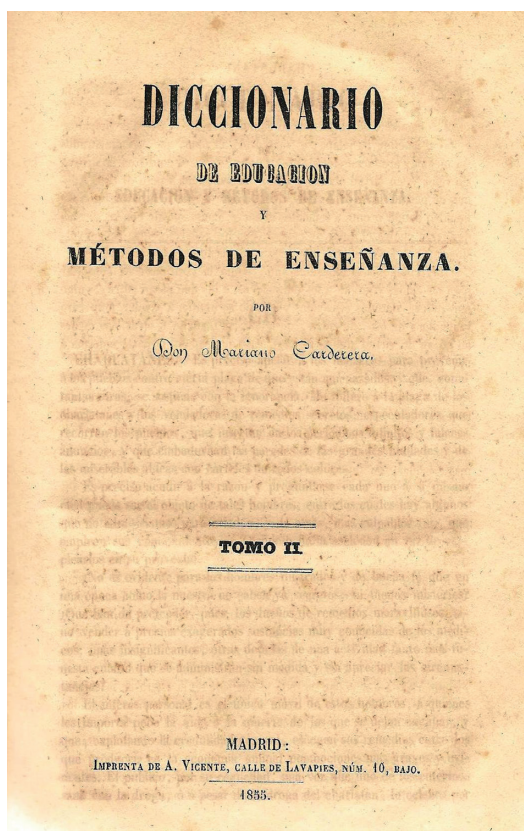 DICCIONARIO
DE EDUCACION
Y
MÉTODOS DE ENSEÑANZA.
POR
Don Mariano Carderera.
TOMO II.
MADRID:
IMPRENTA DE A. VICENTE, CALLE DE LAVAPIES, NÚM. 10, BAJO.
1855.